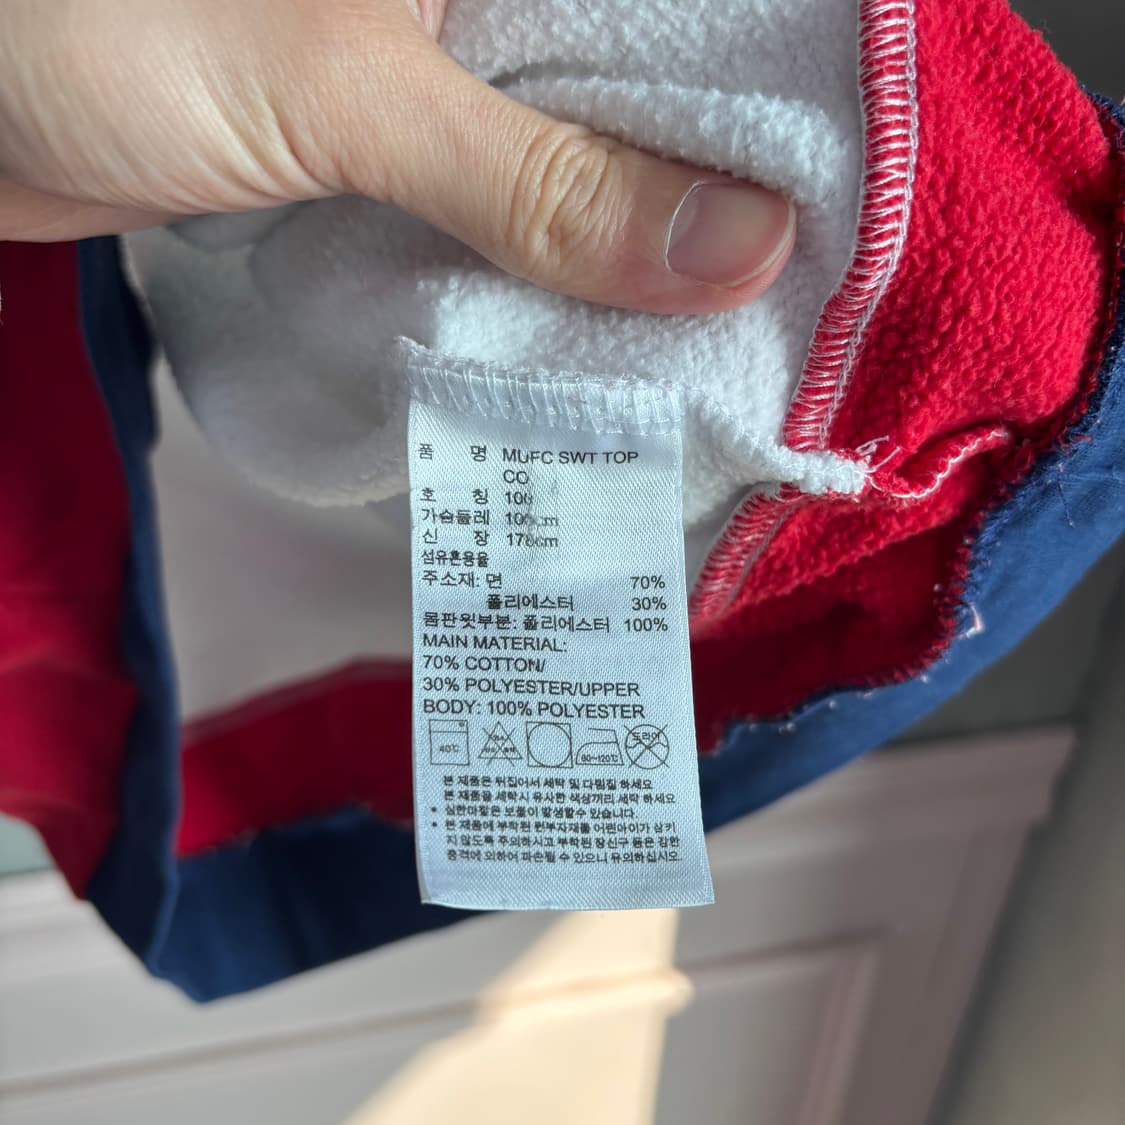 품 명 MUFC SWT TOP
CO
호 칭 100
가슴둘레 100cm
신 장 178cm
섬유혼용율
주소재: 면 70%
폴리에스터 30%
몸판윗부분: 폴리에스터 100%
MAIN MATERIAL:
70% COTTON/
30% POLYESTER/UPPER
BODY: 100% POLYESTER
40℃ 80~120℃ 드라이
본 제품은 뒤집어서 세탁 및 다림질 하세요
본 제품을 세탁시 유사한 색상끼리 세탁 하세요
* 심한마찰은 보풀이 발생할수 있습니다.
* 본 제품에 부착된 원부자재를 어린아이가 삼키
지 않도록 주의하시고 부착된 장신구 등은 강한
충격에 의하여 파손될 수 있으니 유의하십시오.